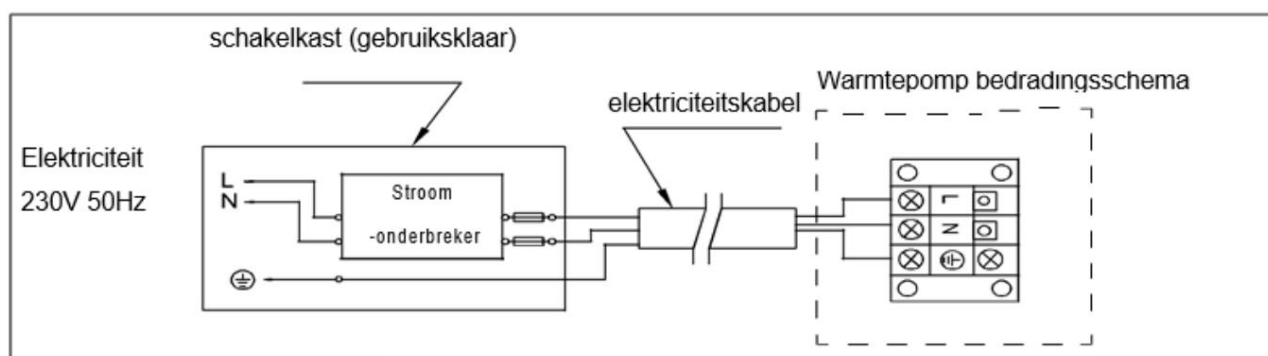 schakelkast (gebruiksklaar)
Warmtepomp bedradingsschema
elektriciteitskabel
Elektriciteit
230V 50Hz
L
N
Stroom
-onderbreker
L
N